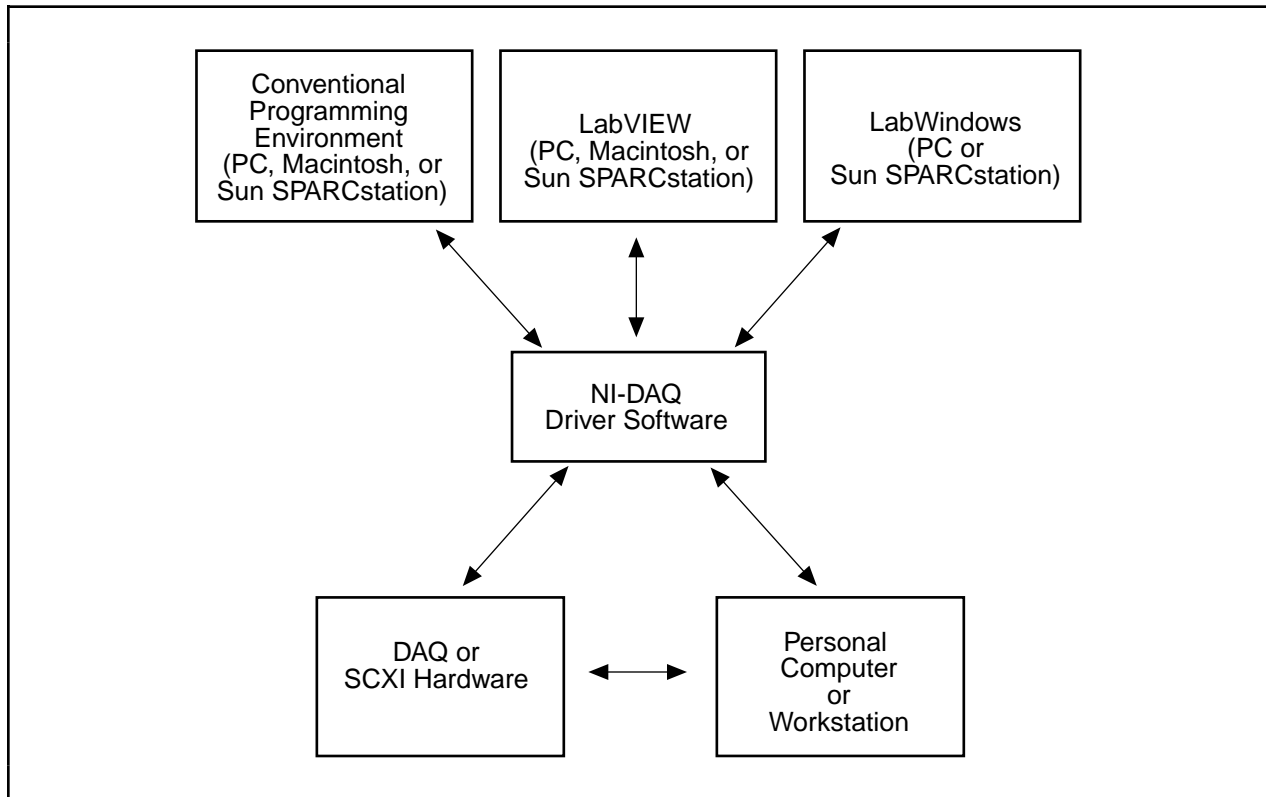 Conventional
Programming
Environment
(PC, Macintosh, or
Sun SPARCstation)
LabVIEW
(PC, Macintosh, or
Sun SPARCstation)
LabWindows
(PC or
Sun SPARCstation)
NI-DAQ
Driver Software
DAQ or
SCXI Hardware
Personal
Computer
or
Workstation